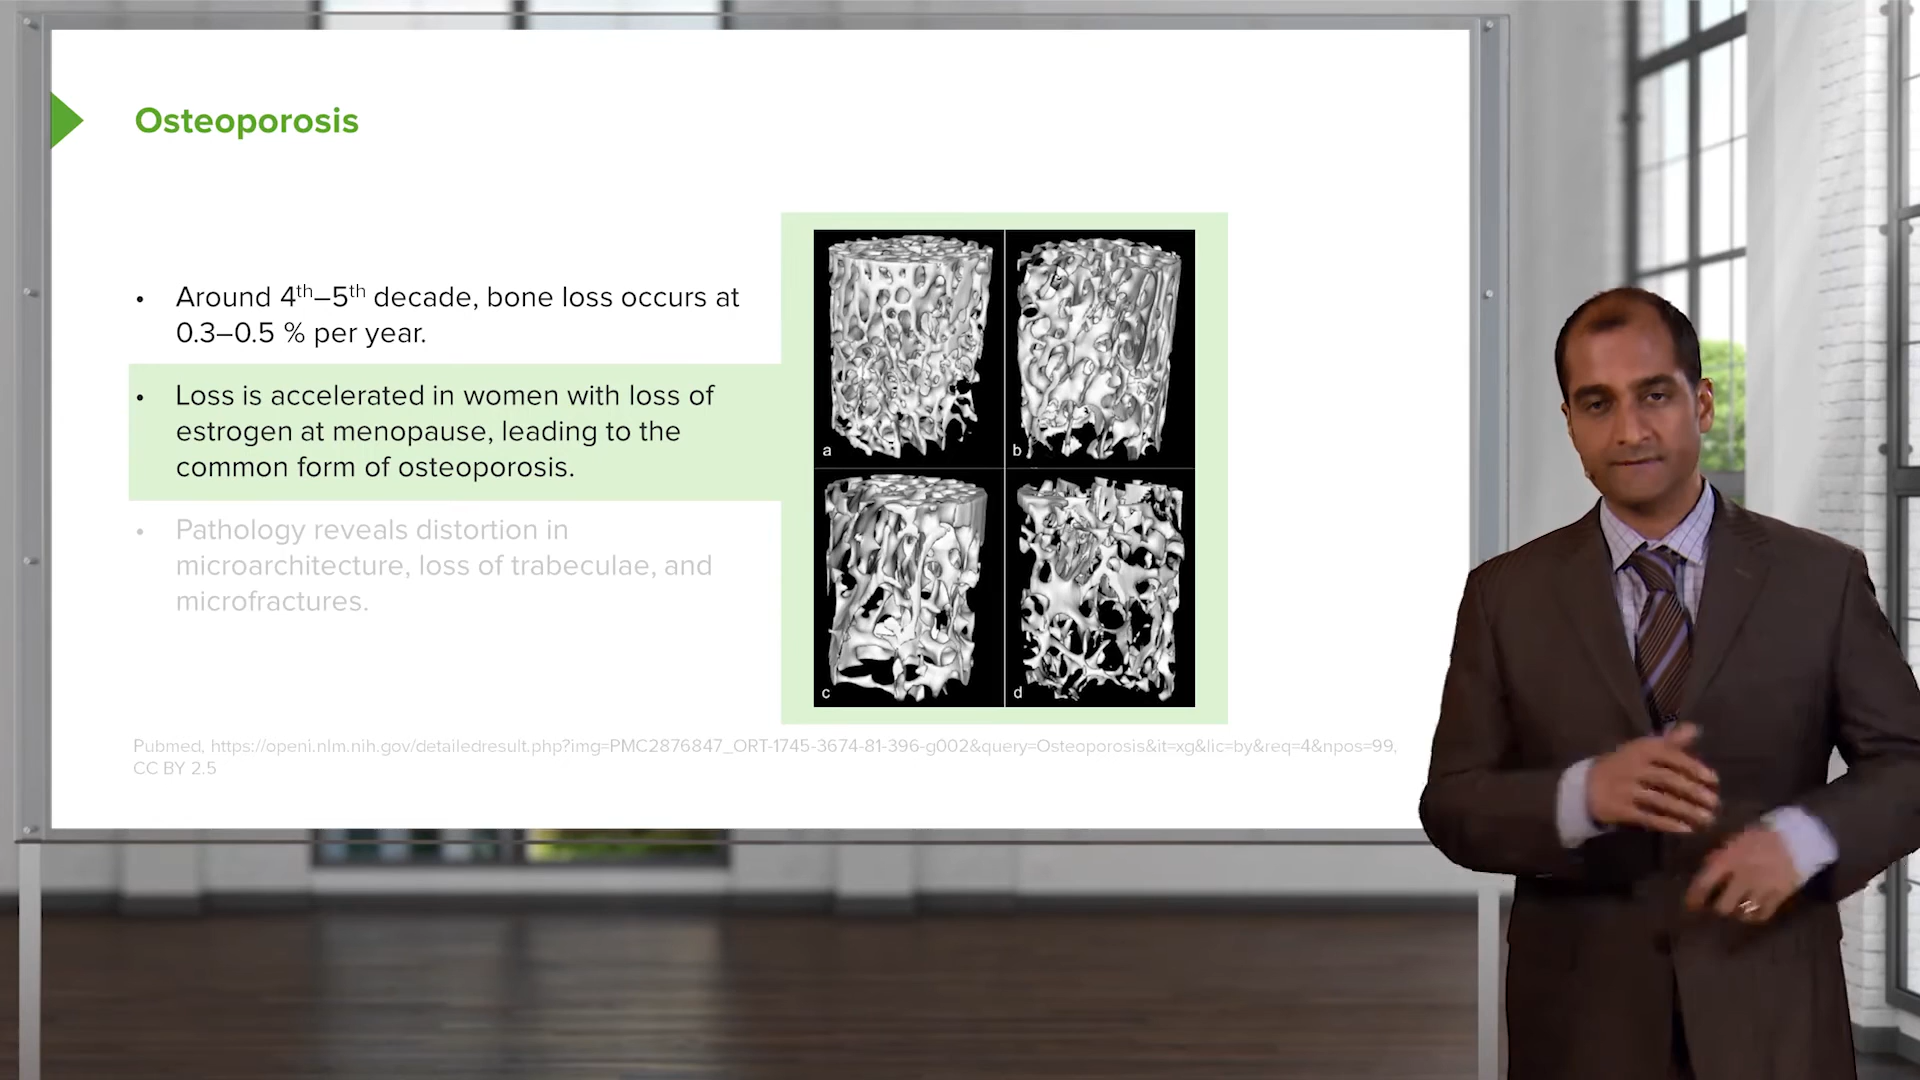 Osteoporosis
• Around 4th–5th decade, bone loss occurs at
0.3–0.5 % per year.
• Loss is accelerated in women with loss of
estrogen at menopause, leading to the
common form of osteoporosis.
• Pathology reveals distortion in
microarchitecture, loss of trabeculae, and
microfractures.
a
b
c
d
Pubmed, https://openi.nlm.nih.gov/detailedresult.php?img=PMC2876847_ORT-1745-3674-81-396-g002&query=Osteoporosis&it=xg&lic=by&req=4&npos=99,
CC BY 2.5